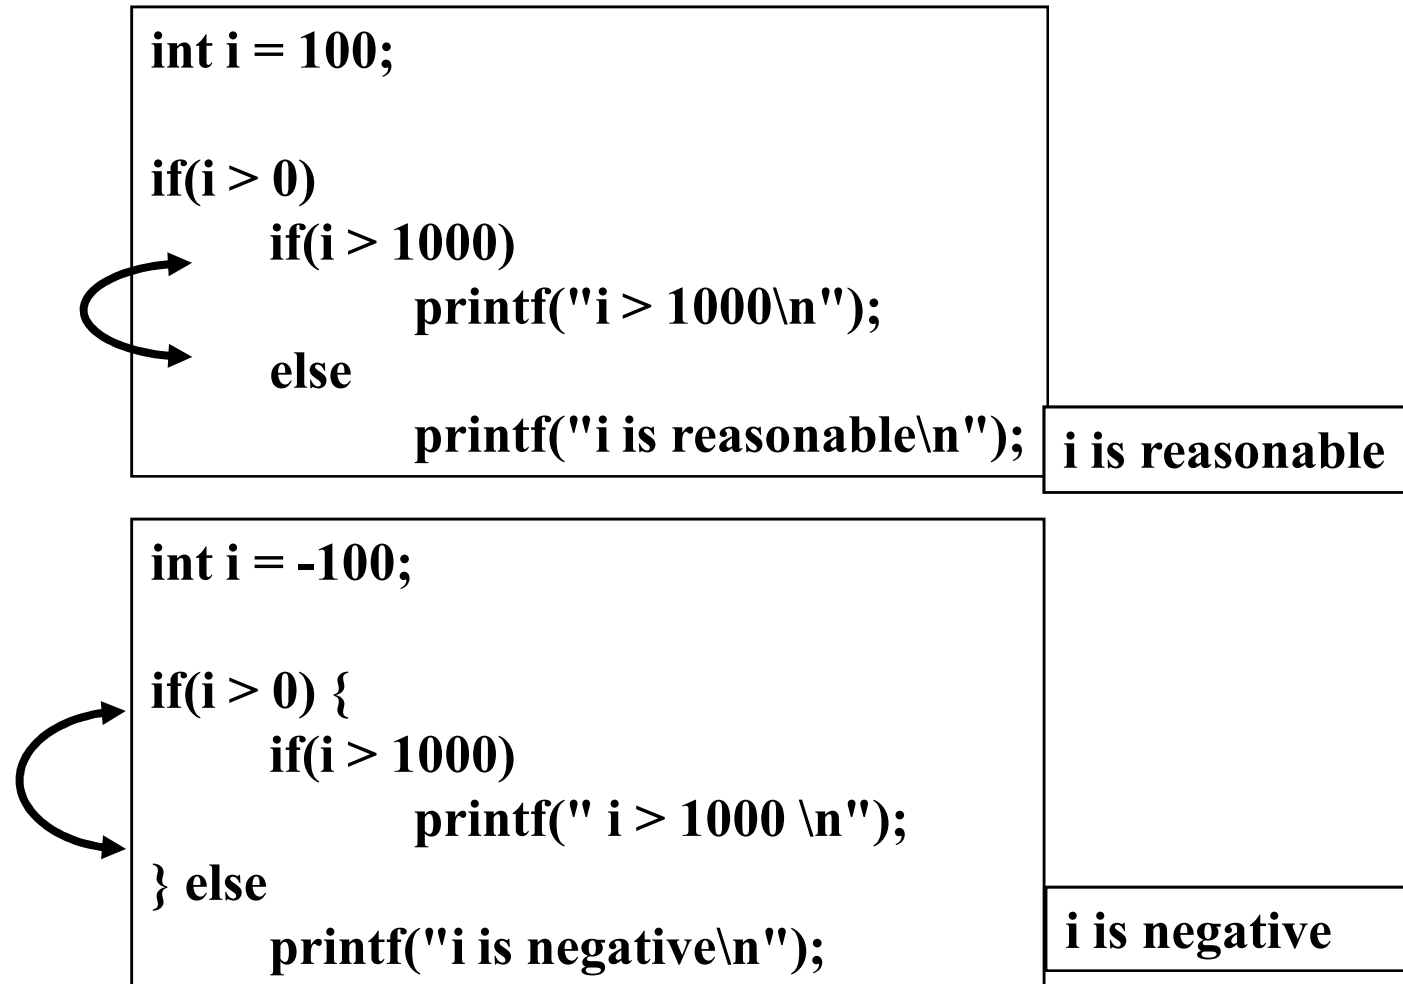 int i = 100;
if(i > 0)
if(i > 1000)
printf("i > 1000\n");
else
printf("i is reasonable\n");
i is reasonable
int i = -100;
if(i > 0) {
if(i > 1000)
printf(" i > 1000 \n");
} else
printf("i is negative\n");
i is negative